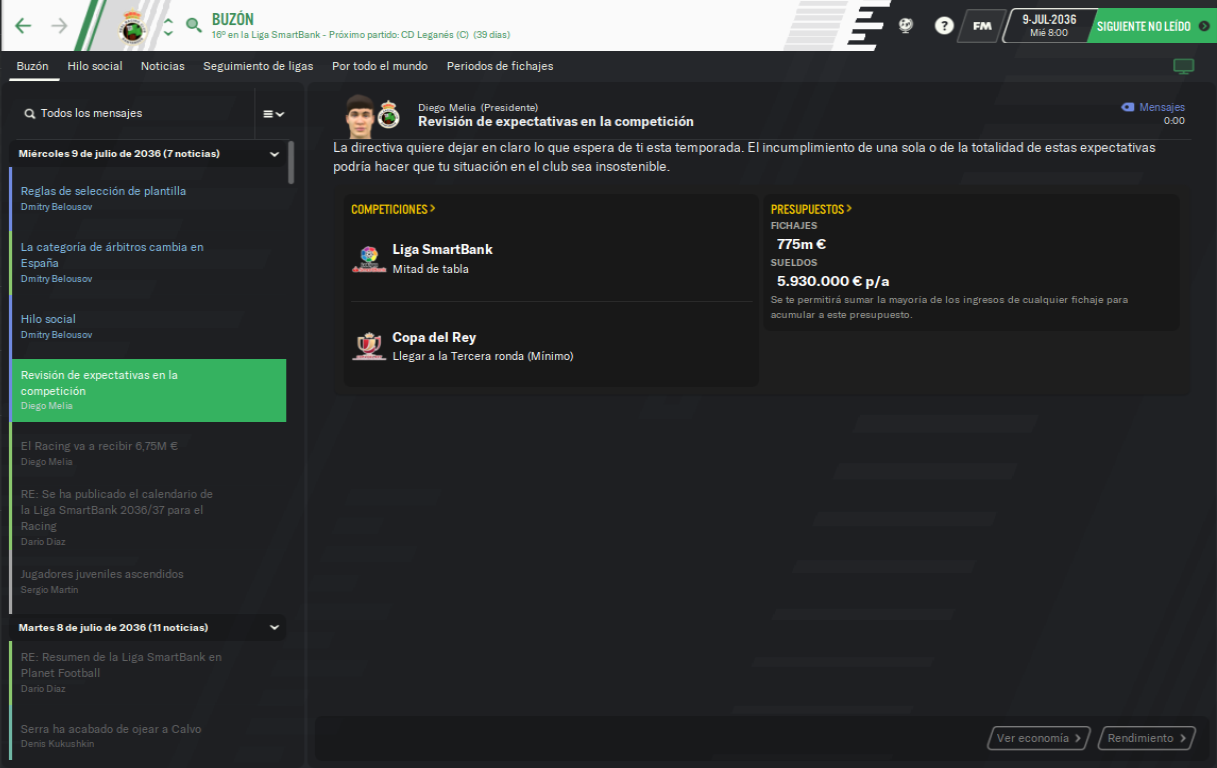 BUZÓN
16º en la Liga SmartBank - Próximo partido: CD Leganés (C) (39 días)
?
FM
9-JUL-2036
Mié 8:00
SIGUIENTE NO LEÍDO
Buzón Hilo social Noticias Seguimiento de ligas Por todo el mundo Periodos de fichajes
Todos los mensajes
Miércoles 9 de julio de 2036 (7 noticias)
Reglas de selección de plantilla
Dmitry Belousov
La categoría de árbitros cambia en
España
Dmitry Belousov
Hilo social
Dmitry Belousov
Revisión de expectativas en la
competición
Diego Melia
El Racing va a recibir 6,75M €
Diego Melia
RE: Se ha publicado el calendario de
la Liga SmartBank 2036/37 para el
Racing
Darío Díaz
Jugadores juveniles ascendidos
Sergio Martín
Martes 8 de julio de 2036 (11 noticias)
RE: Resumen de la Liga SmartBank en
Planet Football
Darío Díaz
Serra ha acabado de ojear a Calvo
Denis Kukushkin
Diego Melia (Presidente)
Revisión de expectativas en la competición
Mensajes
0:00
La directiva quiere dejar en claro lo que espera de ti esta temporada. El incumplimiento de una sola o de la totalidad de estas expectativas
podría hacer que tu situación en el club sea insostenible.
COMPETICIONES >
Liga SmartBank
Mitad de tabla
Copa del Rey
Llegar a la Tercera ronda (Mínimo)
PRESUPUESTOS >
FICHAJES
775m €
SUELDOS
5.930.000 € p/a
Se te permitirá sumar la mayoría de los ingresos de cualquier fichaje para
acumular a este presupuesto.
Ver economía >
Rendimiento >